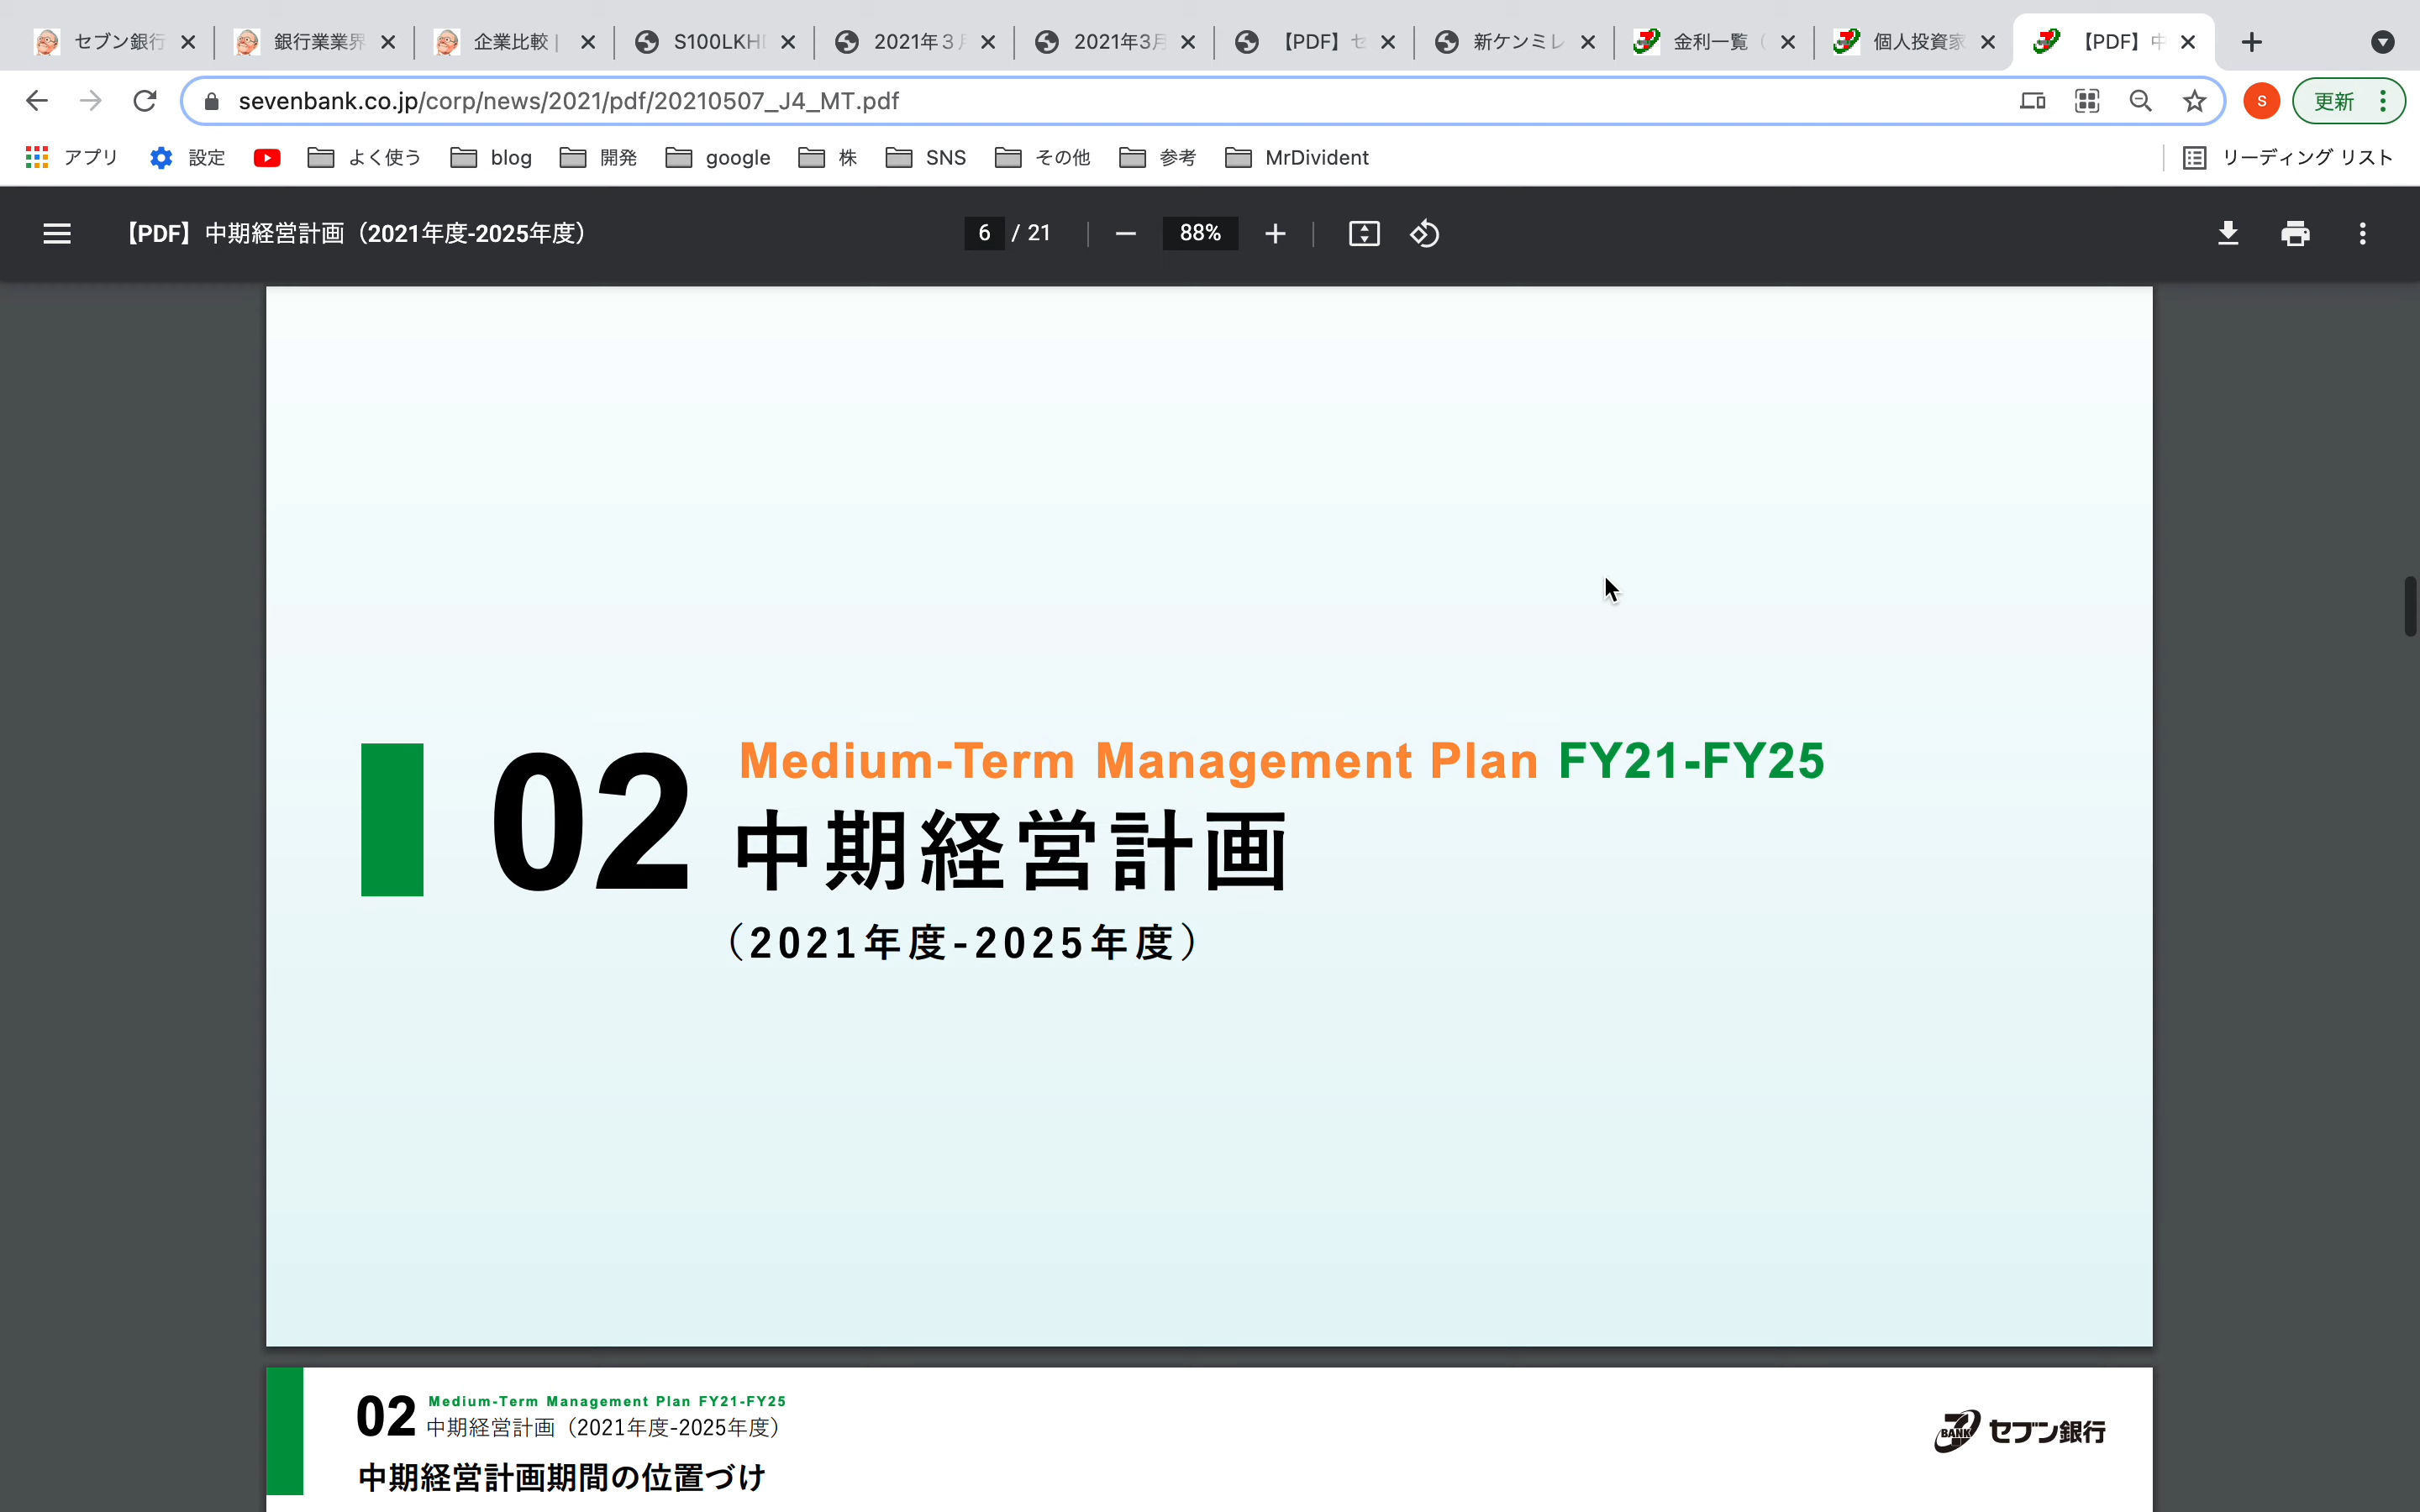 セブン銀行
銀行業業界
企業比較 |
S100LKH
2021年3
2021年3月
【PDF】セ
新ケンミレ
金利一覧（
個人投資家
【PDF】中
sevenbank.co.jp/corp/news/2021/pdf/20210507_J4_MT.pdf
S
更新
アプリ 設定 よく使う blog 開発 google 株 SNS その他 参考 MrDivident リーディング リスト
【PDF】中期経営計画（2021年度-2025年度） 6 / 21 88%
02
Medium-Term Management Plan FY21-FY25
中期経営計画
（2021年度-2025年度）
02
Medium-Term Management Plan FY21-FY25
中期経営計画（2021年度-2025年度）
BANK セブン銀行
中期経営計画期間の位置づけ